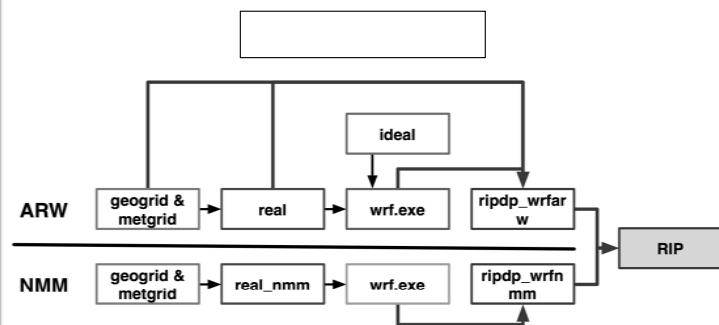 ideal
ARW
geogrid &
metgrid
real
wrf.exe
ripdp_wrfar
w
RIP
NMM
geogrid &
metgrid
real_nmm
wrf.exe
ripdp_wrfn
mm